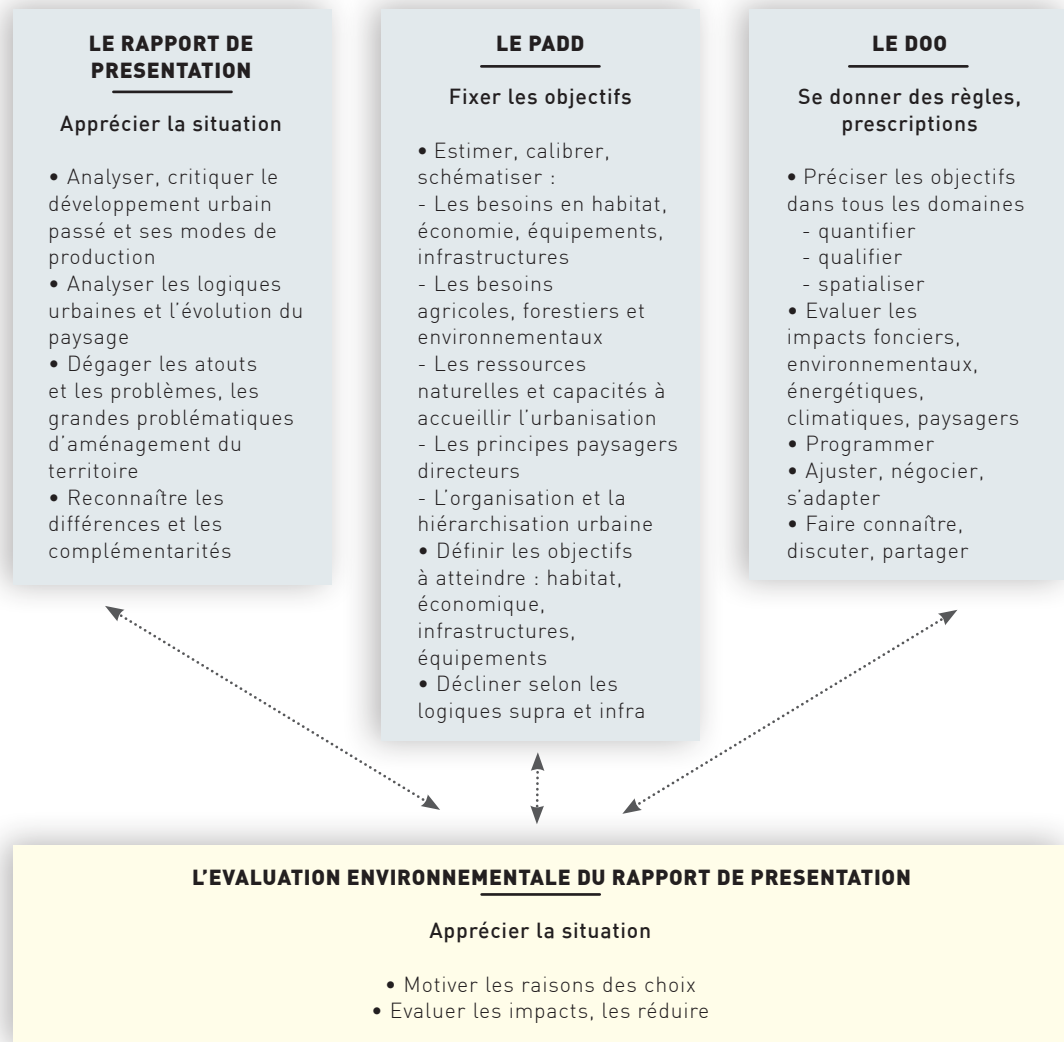 LE RAPPORT DE
PRESENTATION
Apprécier la situation
• Analyser, critiquer le
développement urbain
passé et ses modes de
production
• Analyser les logiques
urbaines et l'évolution du
paysage
• Dégager les atouts
et les problèmes, les
grandes problématiques
d'aménagement du
territoire
• Reconnaître les
différences et les
complémentarités
LE PADD
Fixer les objectifs
• Estimer, calibrer,
schématiser :
- Les besoins en habitat,
économie, équipements,
infrastructures
- Les besoins
agricoles, forestiers et
environnementaux
- Les ressources
naturelles et capacités à
accueillir l'urbanisation
- Les principes paysagers
directeurs
- L'organisation et la
hiérarchisation urbaine
• Définir les objectifs
à atteindre : habitat,
économique,
infrastructures,
équipements
• Décliner selon les
logiques supra et infra
LE DOO
Se donner des règles,
prescriptions
• Préciser les objectifs
dans tous les domaines
- quantifier
- qualifier
- spatialiser
• Evaluer les
impacts fonciers,
environnementaux,
énergétiques,
climatiques, paysagers
• Programmer
• Ajuster, négocier,
s'adapter
• Faire connaître,
discuter, partager
L'EVALUATION ENVIRONNEMENTALE DU RAPPORT DE PRESENTATION
Apprécier la situation
• Motiver les raisons des choix
• Evaluer les impacts, les réduire